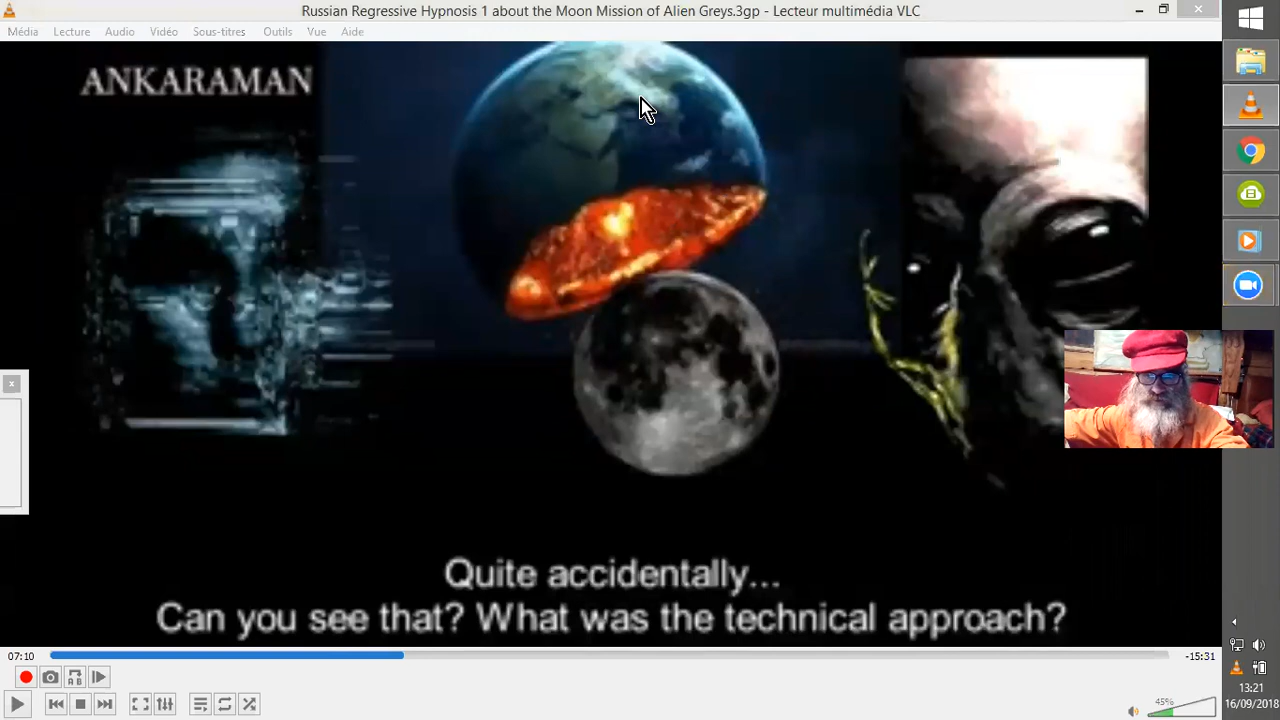 Russian Regressive Hypnosis 1 about the Moon Mission of Alien Greys.3gp - Lecteur multimédia VLC
Média Lecture Audio Vidéo Sous-titres Outils Vue Aide
ANKARAMAN
Quite accidentally...
Can you see that? What was the technical approach?
07:10
-15:31
A B
45%
13:21
16/09/2018